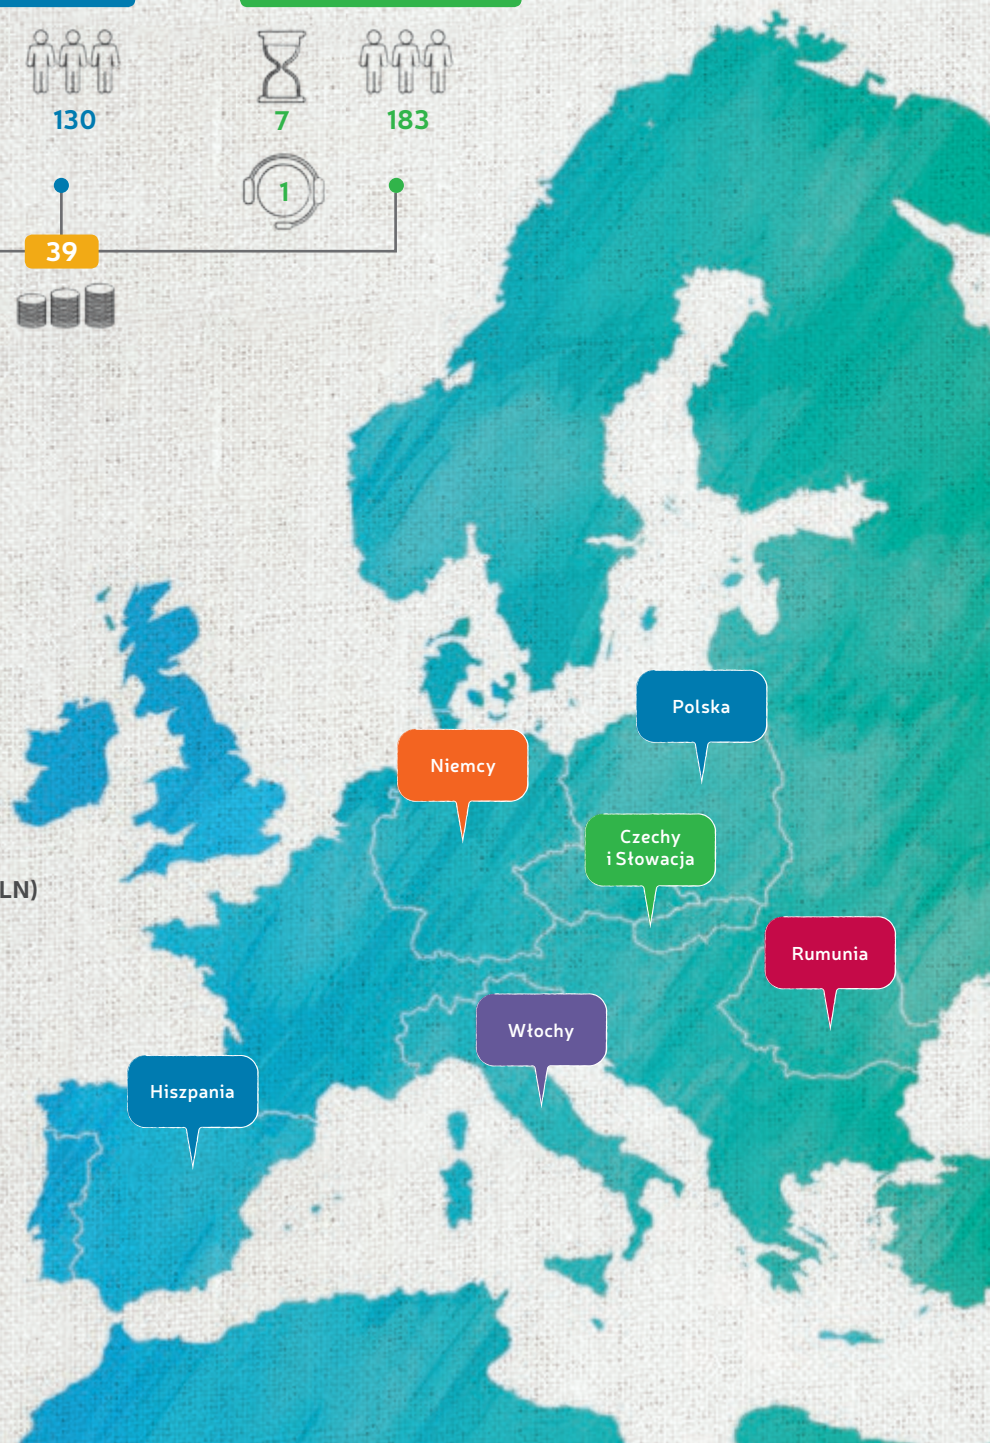 130
7
183
1
39
Polska
Niemcy
Czechy
i Słowacja
LN)
Rumunia
Włochy
Hiszpania